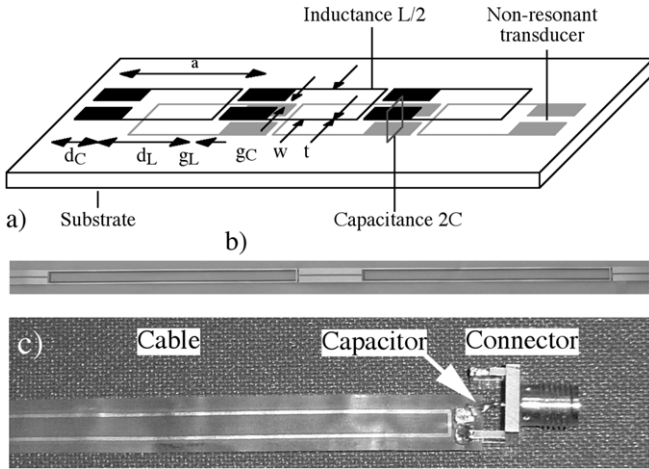 Inductance L/2
Non-resonant
transducer
a
dC
dL
gL
gC
w
t
a)
Substrate
Capacitance 2C
b)
c)
Cable
Capacitor
Connector